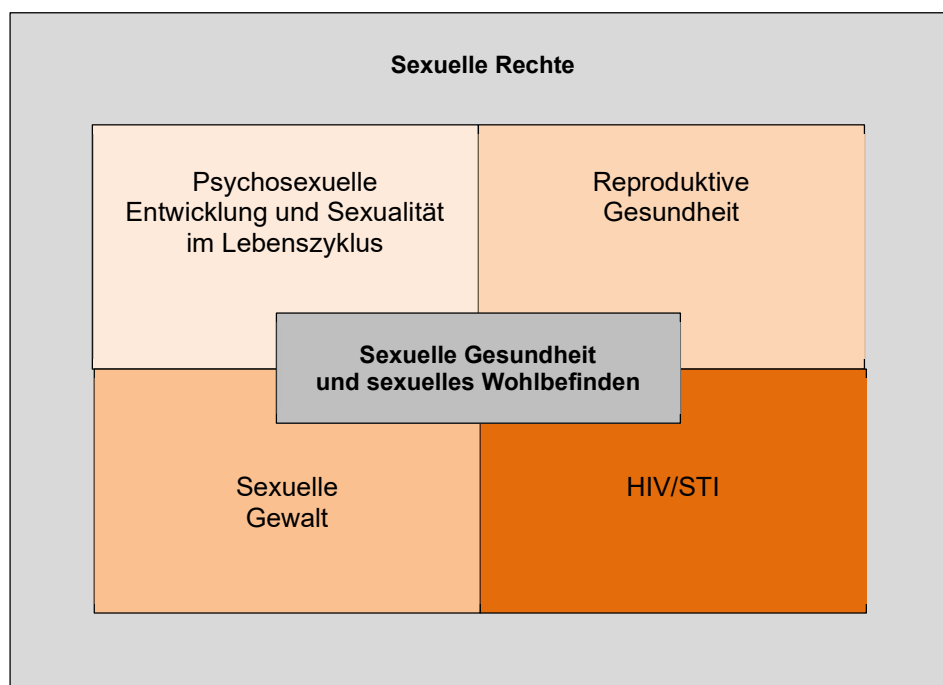 Sexuelle Rechte
Psychosexuelle
Entwicklung und Sexualität
im Lebenszyklus
Reproduktive
Gesundheit
Sexuelle Gesundheit
und sexuelles Wohlbefinden
Sexuelle
Gewalt
HIV/STI